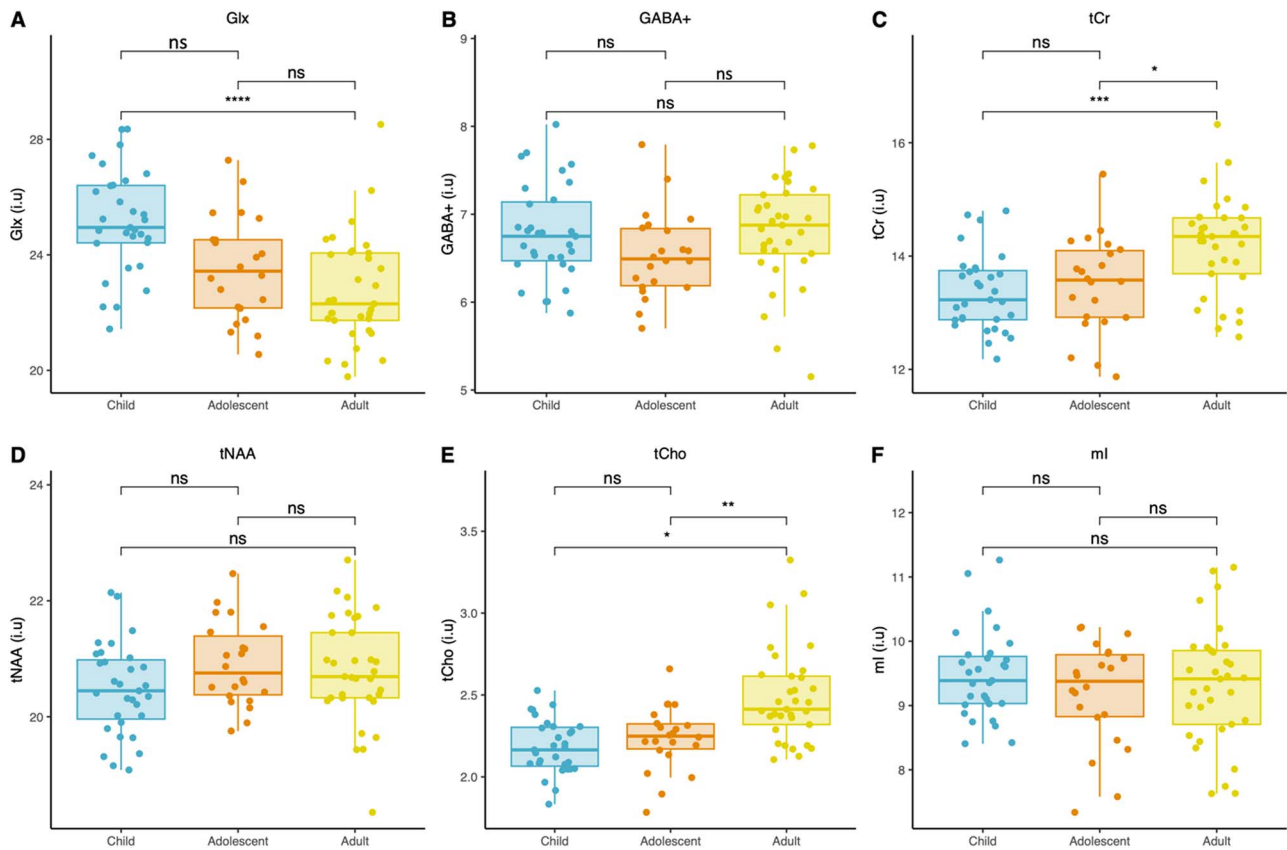 A
Glx
ns
ns
****
28
24
20
Glx (i.u)
Child
Adolescent
Adult
B
GABA+
ns
ns
ns
9
8
7
6
5
GABA+ (i.u)
Child
Adolescent
Adult
C
tCr
ns
*
***
16
14
12
tCr (i.u)
Child
Adolescent
Adult
D
tNAA
ns
ns
ns
24
22
20
tNAA (i.u)
Child
Adolescent
Adult
E
tCho
ns
**
*
3.5
3.0
2.5
2.0
tCho (i.u)
Child
Adolescent
Adult
F
mI
ns
ns
ns
12
11
10
9
8
mI (i.u)
Child
Adolescent
Adult